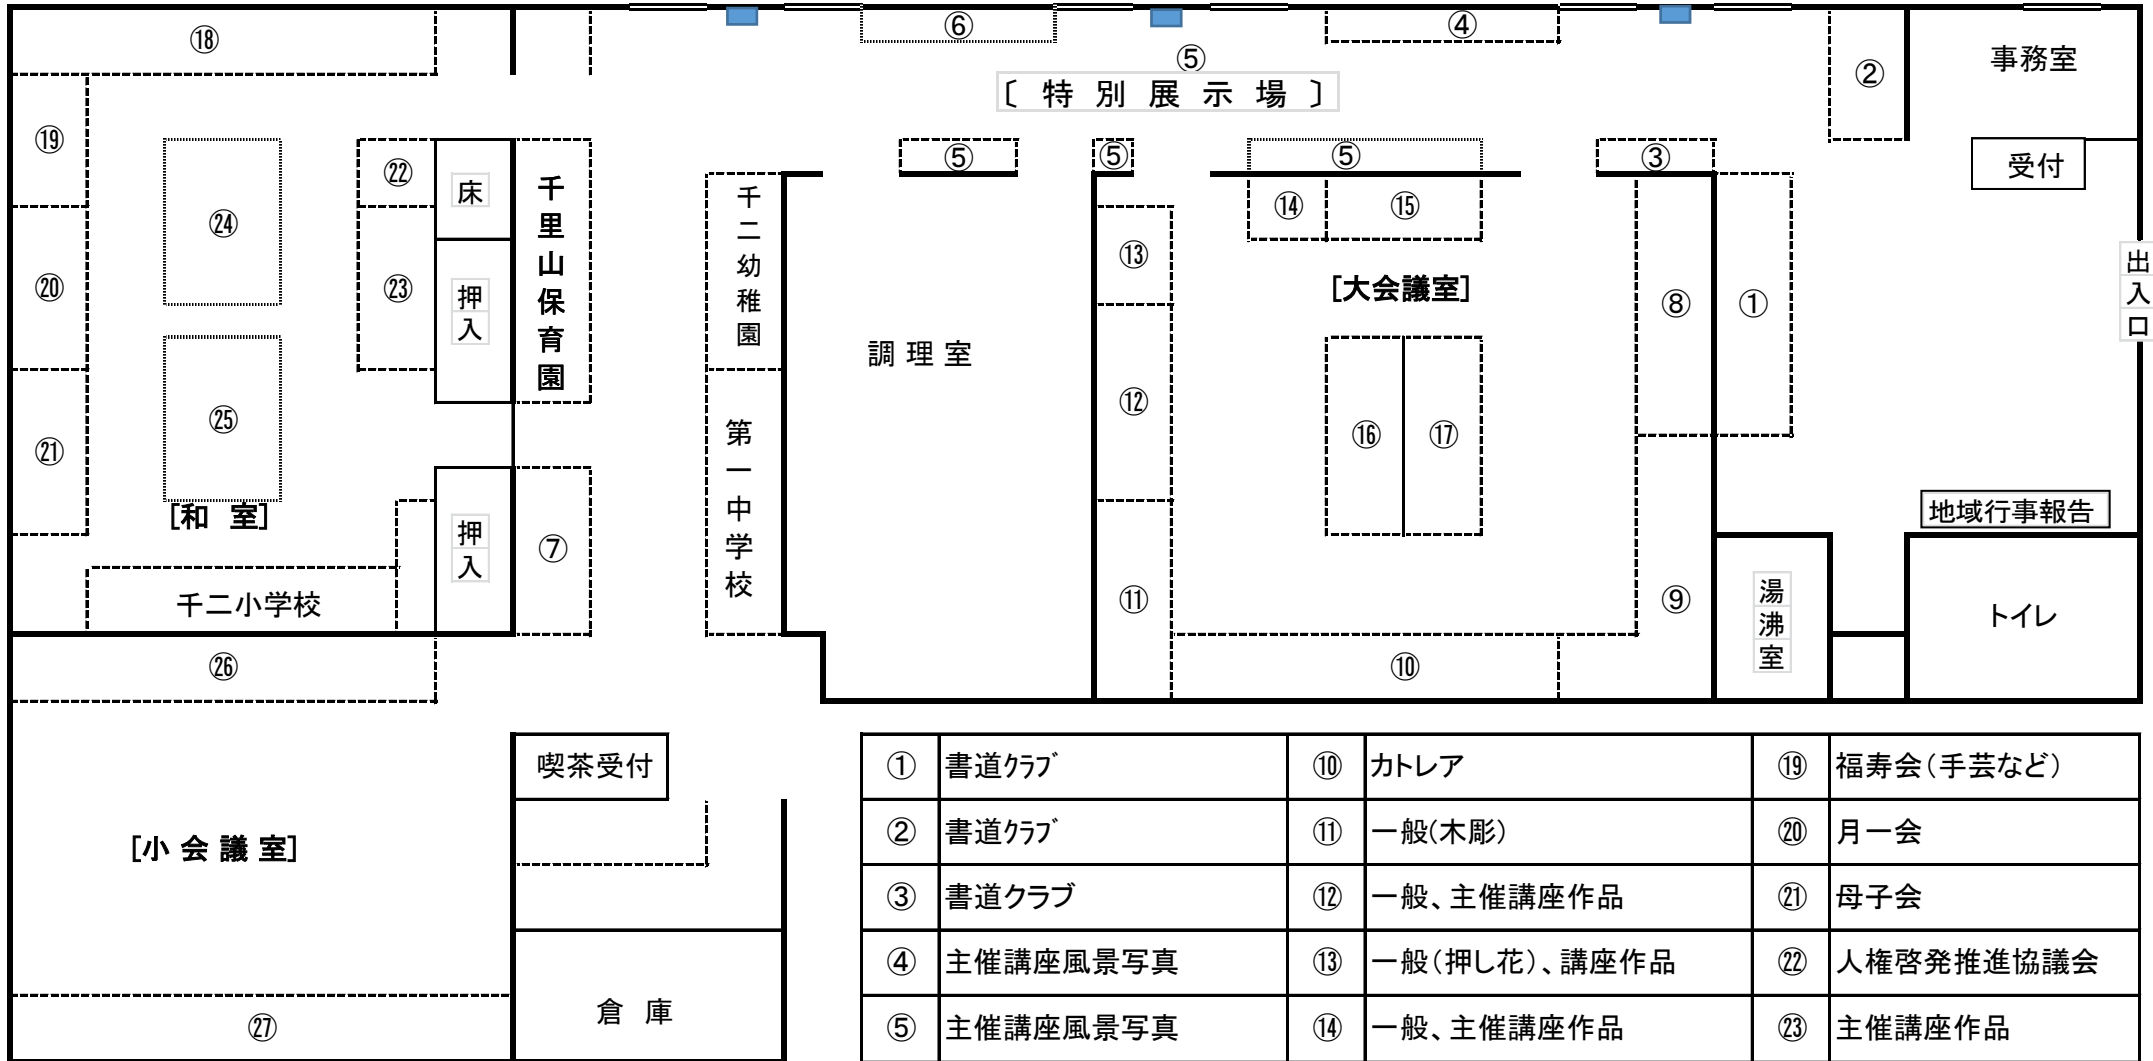 ⑱
⑥
④
⑤
〔 特 別 展 示 場 〕
②
事務室
⑲
㉒
床
千里山保育園
千二幼稚園
⑤
⑤
⑤
③
受付
㉔
⑭
⑮
⑬
[大会議室]
⑧
①
出入口
⑳
㉓
押入
調 理 室
⑫
⑯
⑰
㉕
㉑
第一中学校
[和 室]
押入
⑦
地域行事報告
千二小学校
⑪
⑨
湯沸室
トイレ
㉖
⑩
喫茶受付
[小 会 議 室]
倉 庫
㉗
① 書道ｸﾗﾌﾞ ⑩ カトレア ⑲ 福寿会（手芸など）
② 書道ｸﾗﾌﾞ ⑪ 一般(木彫) ⑳ 月一会
③ 書道クラブ ⑫ 一般、主催講座作品 ㉑ 母子会
④ 主催講座風景写真 ⑬ 一般（押し花）、講座作品 ㉒ 人権啓発推進協議会
⑤ 主催講座風景写真 ⑭ 一般、主催講座作品 ㉓ 主催講座作品